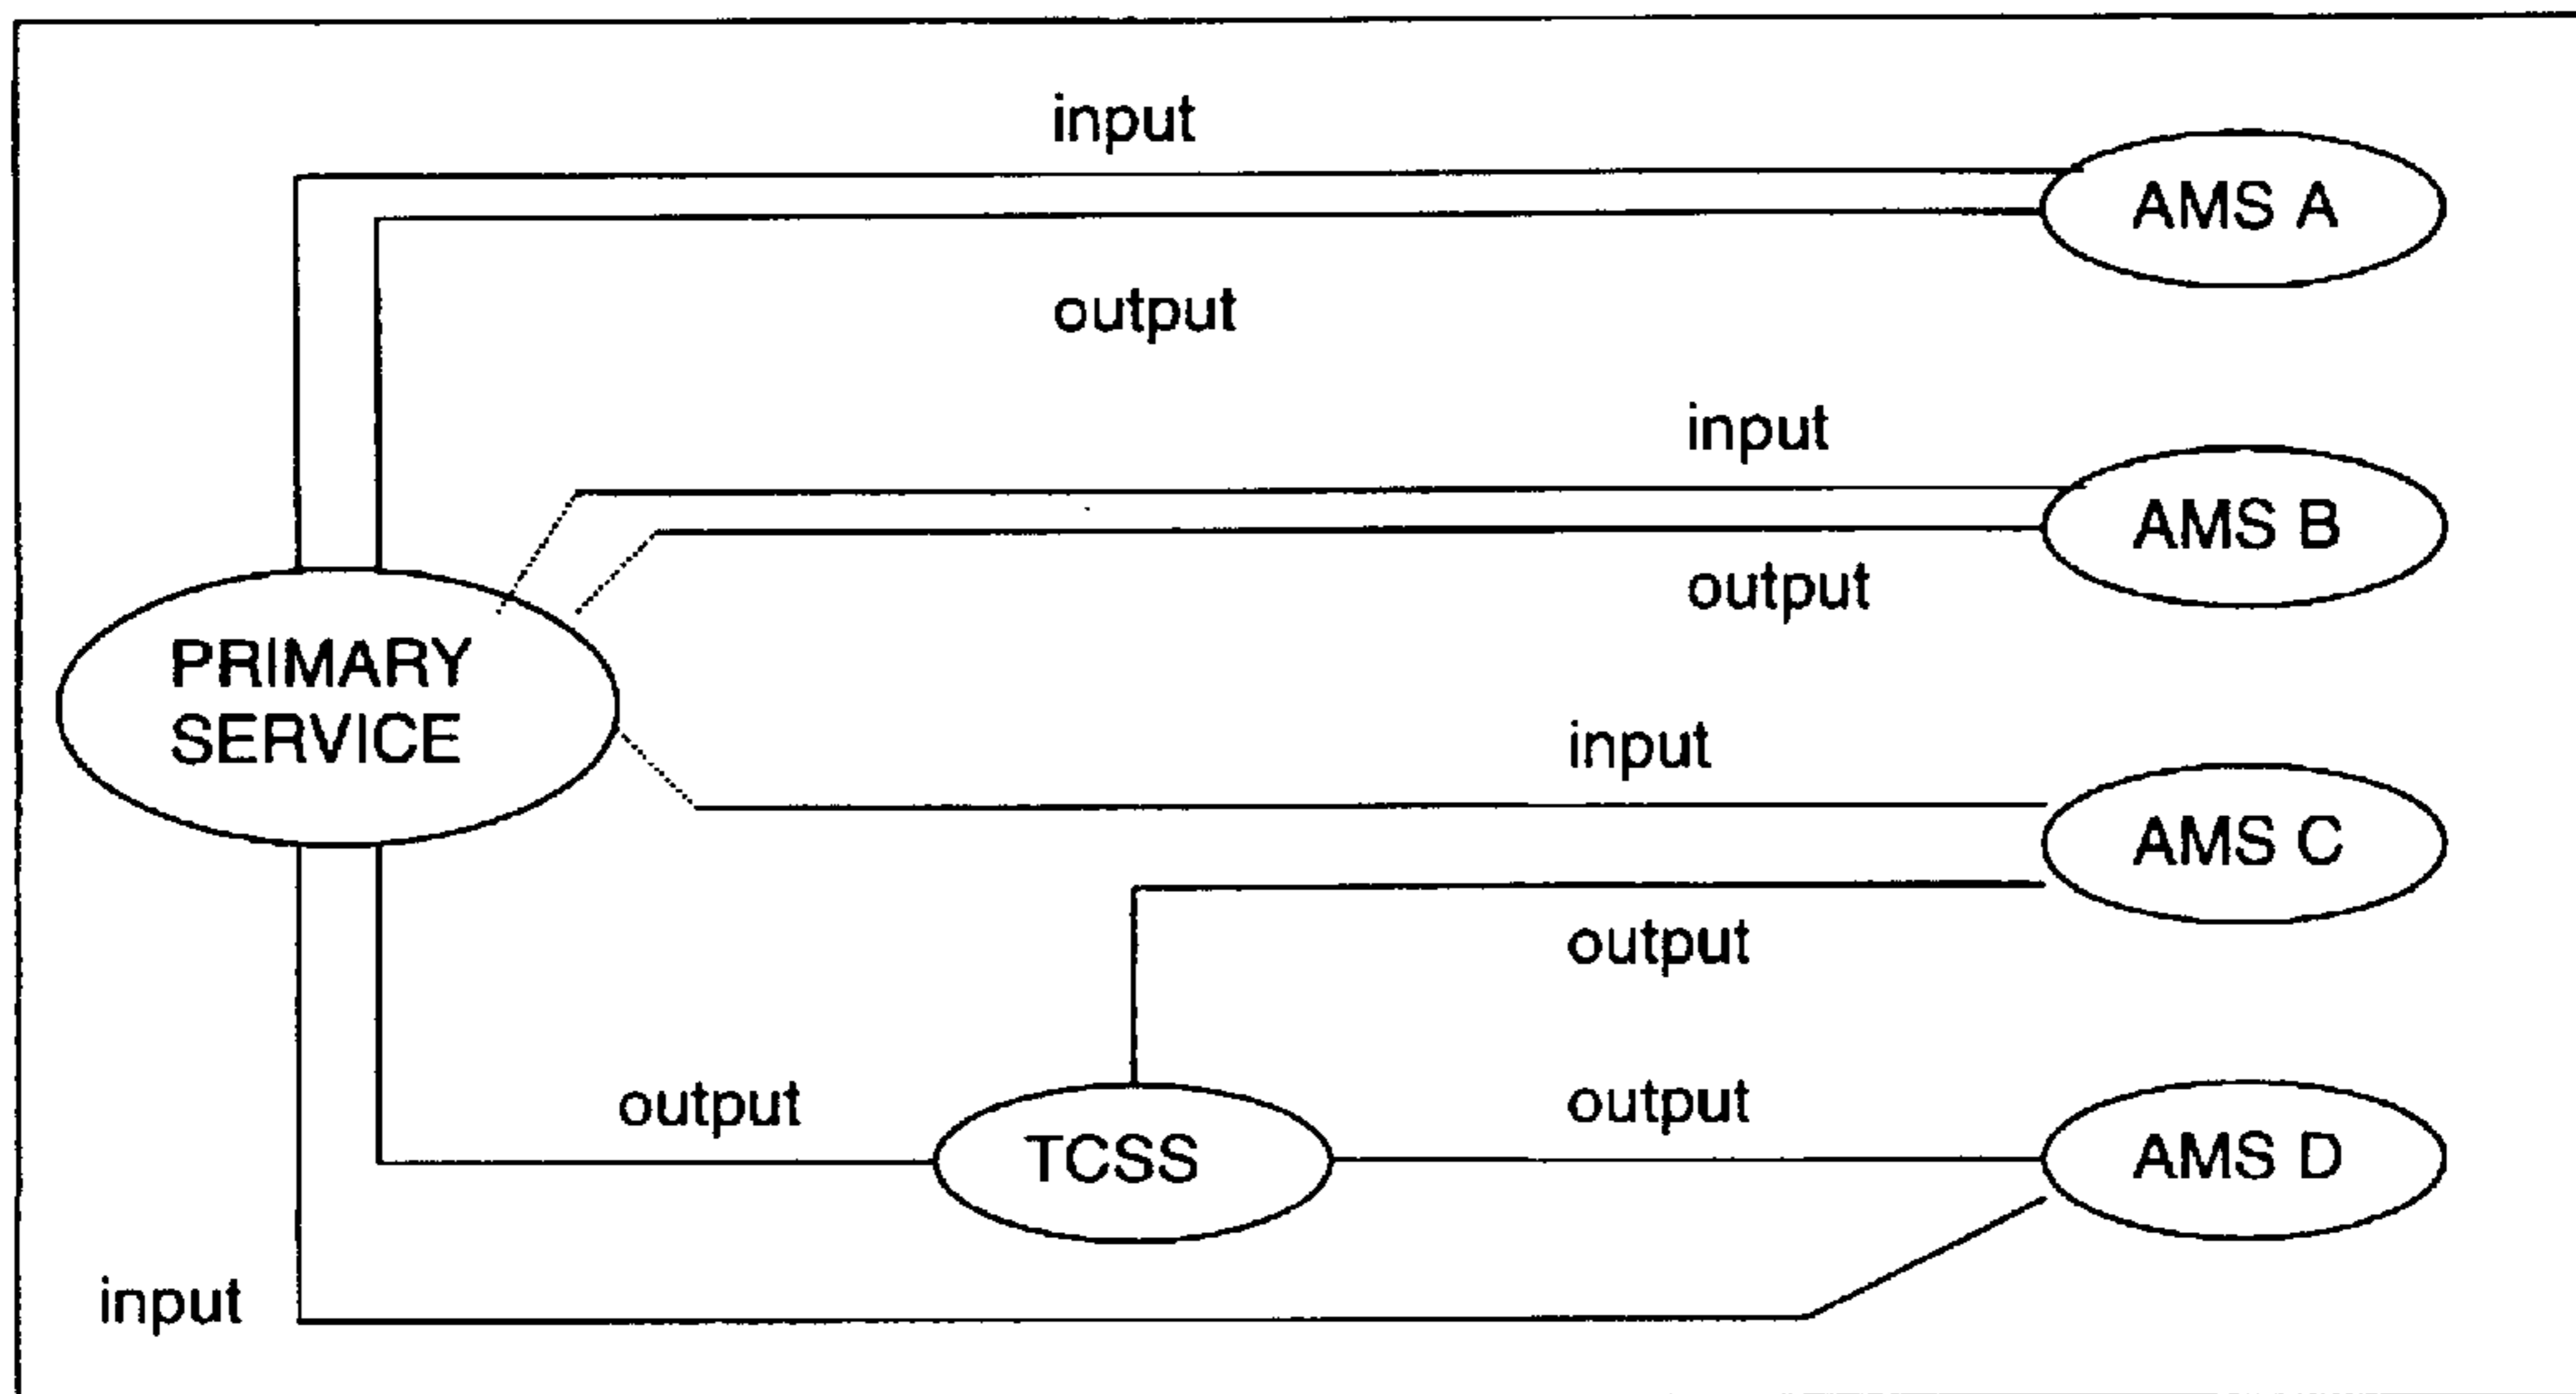 input
AMS A
output
input
AMS B
output
PRIMARY
SERVICE
input
AMS C
output
output
output
TCSS
AMS D
input